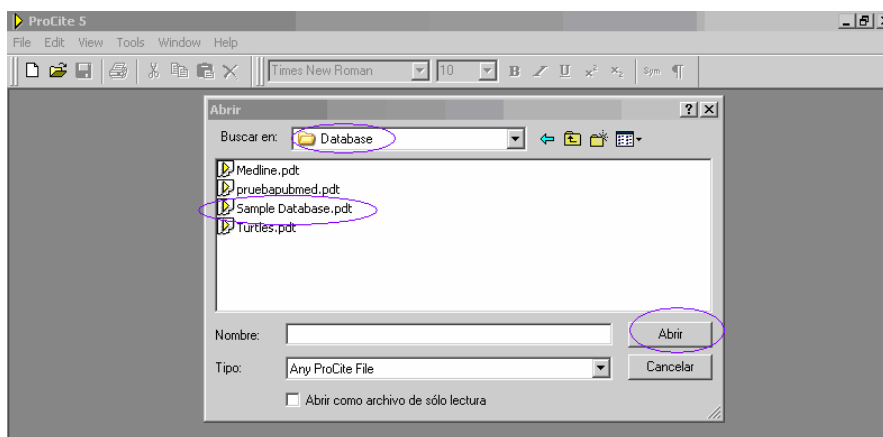 ProCite 5
File Edit View Tools Window Help
Times New Roman 10 B I U x² x₂ Sym ¶
Abrir
Buscar en: Database
Medline.pdt
pruebapubmed.pdt
Sample Database.pdt
Turtles.pdt
Nombre: Abrir
Tipo: Any ProCite File Cancelar
Abrir como archivo de sólo lectura